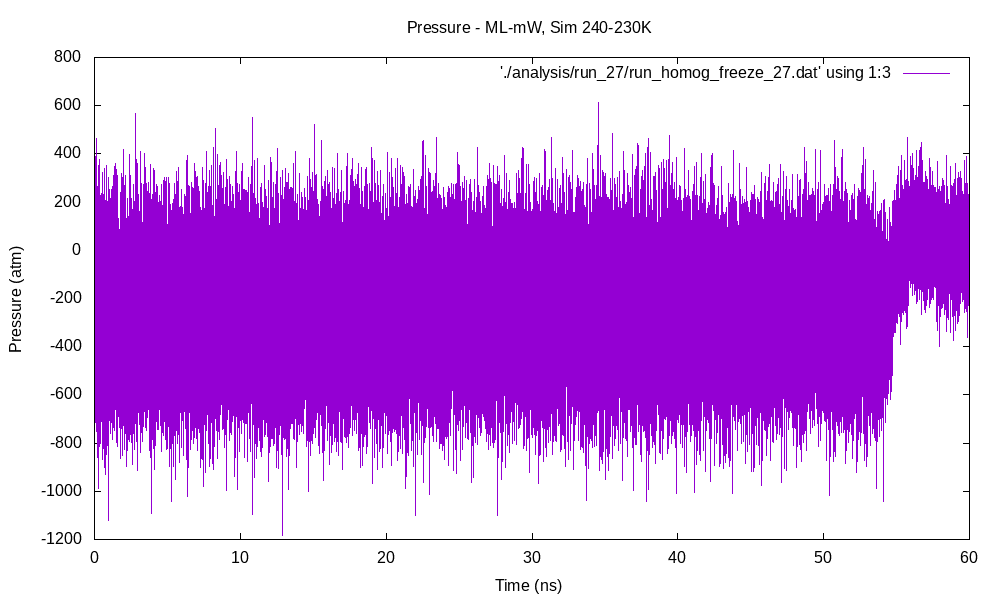 Pressure - ML-mW, Sim 240-230K
'./analysis/run_27/run_homog_freeze_27.dat' using 1:3
800
600
400
200
0
-200
-400
-600
-800
-1000
-1200
Pressure (atm)
0 10 20 30 40 50 60
Time (ns)